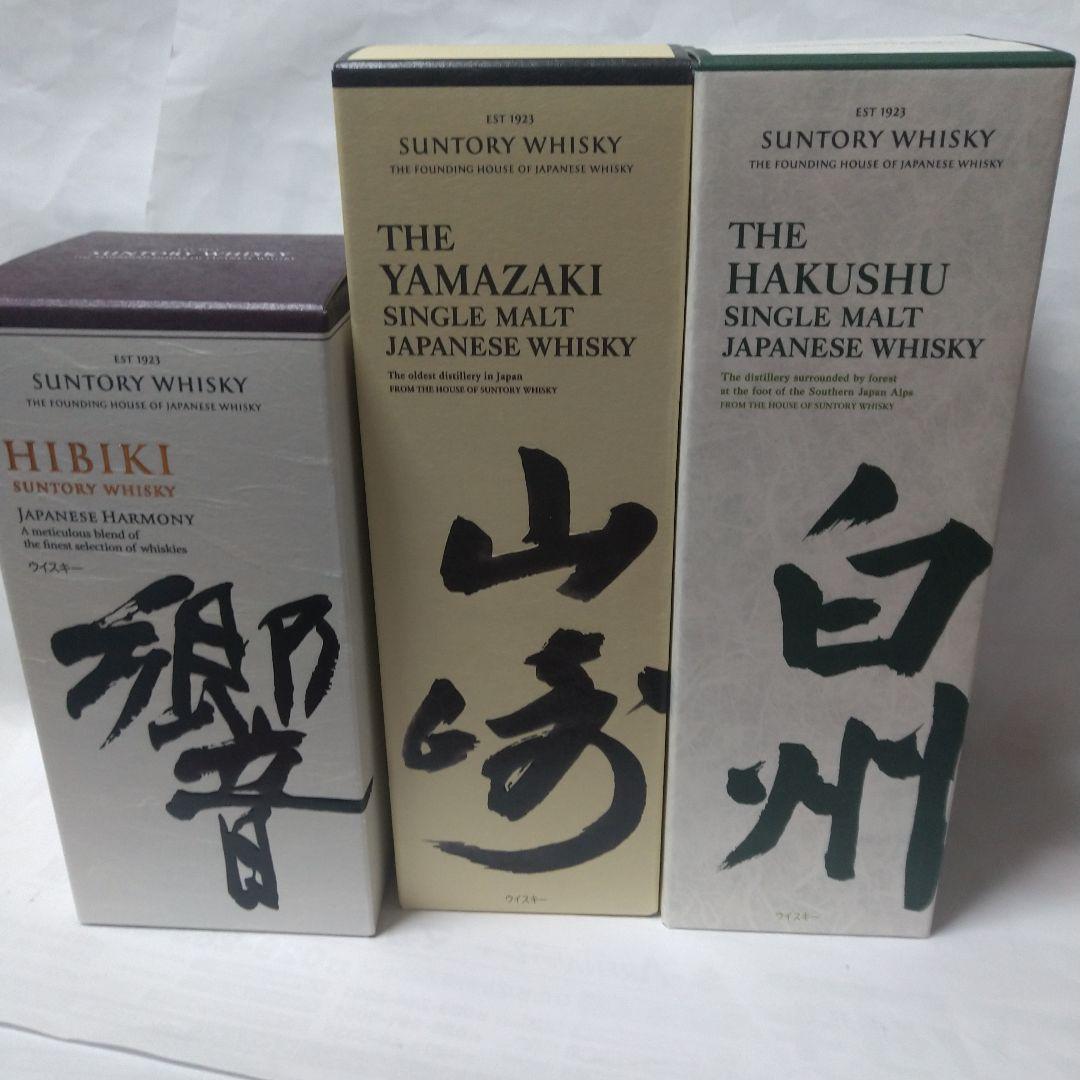 SUNTORY WHISKY
EST 1923
SUNTORY WHISKY
THE FOUNDING HOUSE OF JAPANESE WHISKY
HIBIKI
SUNTORY WHISKY
JAPANESE HARMONY
A meticulous blend of
the finest selection of whiskies
ウイスキー
響
EST 1923
SUNTORY WHISKY
THE FOUNDING HOUSE OF JAPANESE WHISKY
THE
YAMAZAKI
SINGLE MALT
JAPANESE WHISKY
The oldest distillery in Japan
FROM THE HOUSE OF SUNTORY WHISKY
山
崎
ウイスキー
EST 1923
SUNTORY WHISKY
THE FOUNDING HOUSE OF JAPANESE WHISKY
THE
HAKUSHU
SINGLE MALT
JAPANESE WHISKY
The distillery surrounded by forest
at the foot of the Southern Japan Alps
FROM THE HOUSE OF SUNTORY WHISKY
白
州
ウイスキー